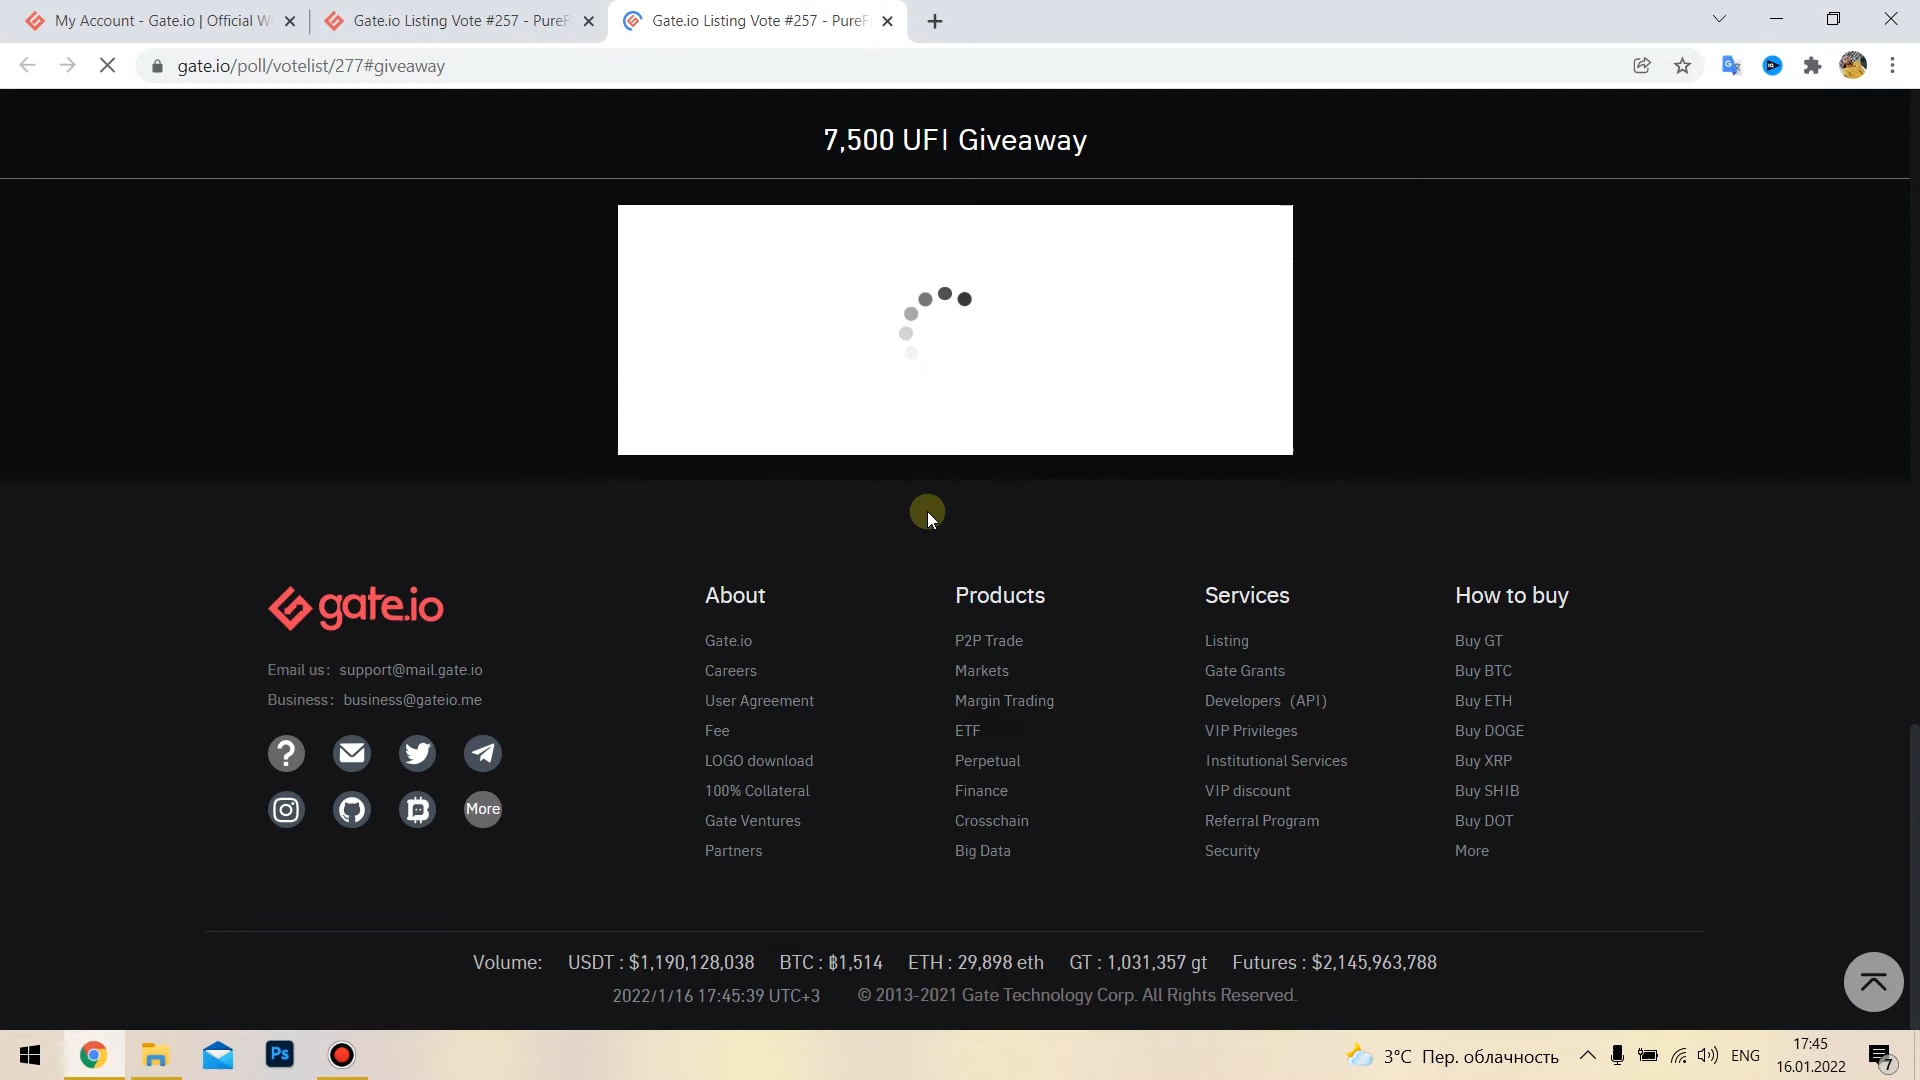 My Account - Gate.io | Official W
Gate.io Listing Vote #257 - PureF
Gate.io Listing Vote #257 - PureF
gate.io/poll/votelist/277#giveaway
7,500 UFI Giveaway
gate.io
Email us: support@mail.gate.io
Business: business@gateio.me
More
About
Gate.io
Careers
User Agreement
Fee
LOGO download
100% Collateral
Gate Ventures
Partners
Products
P2P Trade
Markets
Margin Trading
ETF
Perpetual
Finance
Crosschain
Big Data
Services
Listing
Gate Grants
Developers (API)
VIP Privileges
Institutional Services
VIP discount
Referral Program
Security
How to buy
Buy GT
Buy BTC
Buy ETH
Buy DOGE
Buy XRP
Buy SHIB
Buy DOT
More
Volume: USDT : $1,190,128,038 BTC : ฿1,514 ETH : 29,898 eth GT : 1,031,357 gt Futures : $2,145,963,788
2022/1/16 17:45:39 UTC+3 © 2013-2021 Gate Technology Corp. All Rights Reserved.
Ps
3°C Пер. облачность
ENG
17:45
16.01.2022
7